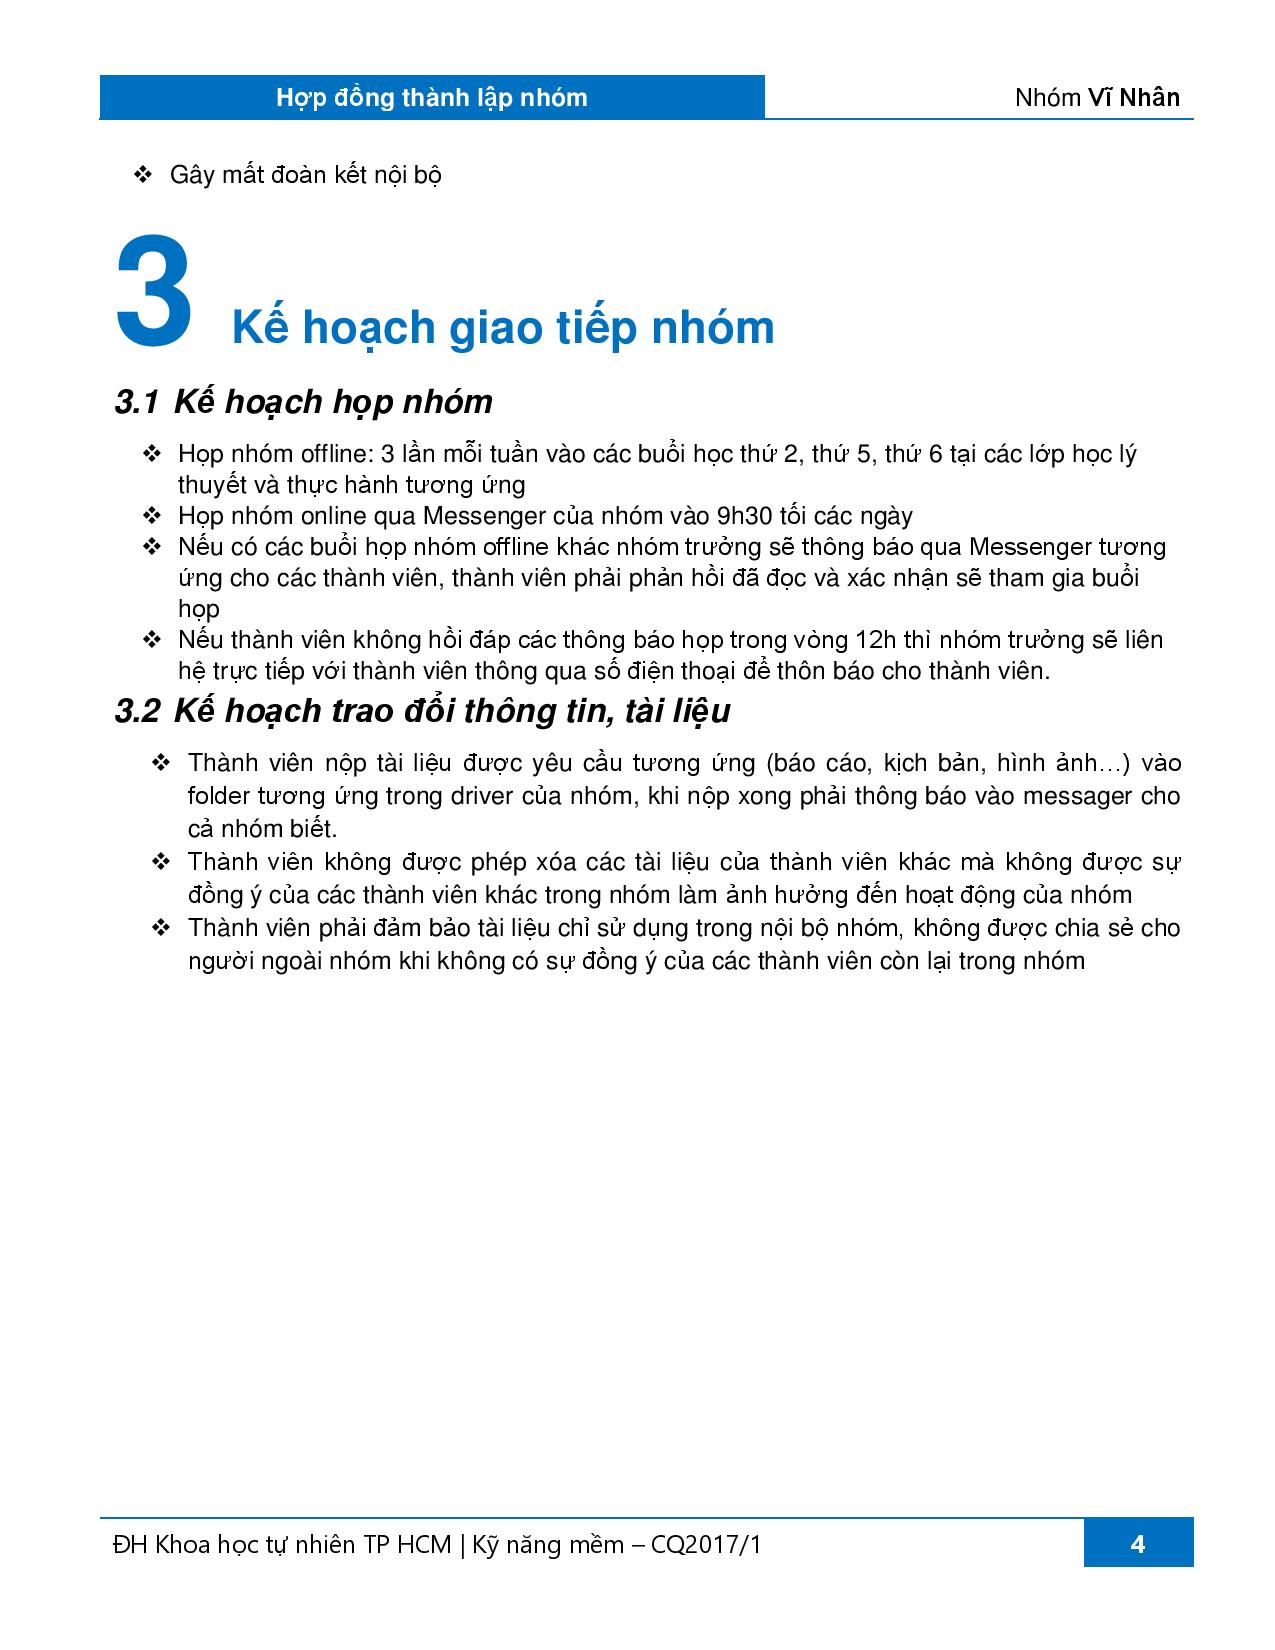 Hợp đồng thành lập nhóm
Nhóm Vĩ Nhân
❖ Gây mất đoàn kết nội bộ
3 Kế hoạch giao tiếp nhóm
3.1 Kế hoạch họp nhóm
❖ Họp nhóm offline: 3 lần mỗi tuần vào các buổi học thứ 2, thứ 5, thứ 6 tại các lớp học lý
thuyết và thực hành tương ứng
❖ Họp nhóm online qua Messenger của nhóm vào 9h30 tối các ngày
❖ Nếu có các buổi họp nhóm offline khác nhóm trưởng sẽ thông báo qua Messenger tương
ứng cho các thành viên, thành viên phải phản hồi đã đọc và xác nhận sẽ tham gia buổi
họp
❖ Nếu thành viên không hồi đáp các thông báo họp trong vòng 12h thì nhóm trưởng sẽ liên
hệ trực tiếp với thành viên thông qua số điện thoại để thôn báo cho thành viên.
3.2 Kế hoạch trao đổi thông tin, tài liệu
❖ Thành viên nộp tài liệu được yêu cầu tương ứng (báo cáo, kịch bản, hình ảnh…) vào
folder tương ứng trong driver của nhóm, khi nộp xong phải thông báo vào messager cho
cả nhóm biết.
❖ Thành viên không được phép xóa các tài liệu của thành viên khác mà không được sự
đồng ý của các thành viên khác trong nhóm làm ảnh hưởng đến hoạt động của nhóm
❖ Thành viên phải đảm bảo tài liệu chỉ sử dụng trong nội bộ nhóm, không được chia sẻ cho
người ngoài nhóm khi không có sự đồng ý của các thành viên còn lại trong nhóm
ĐH Khoa học tự nhiên TP HCM | Kỹ năng mềm – CQ2017/1
4